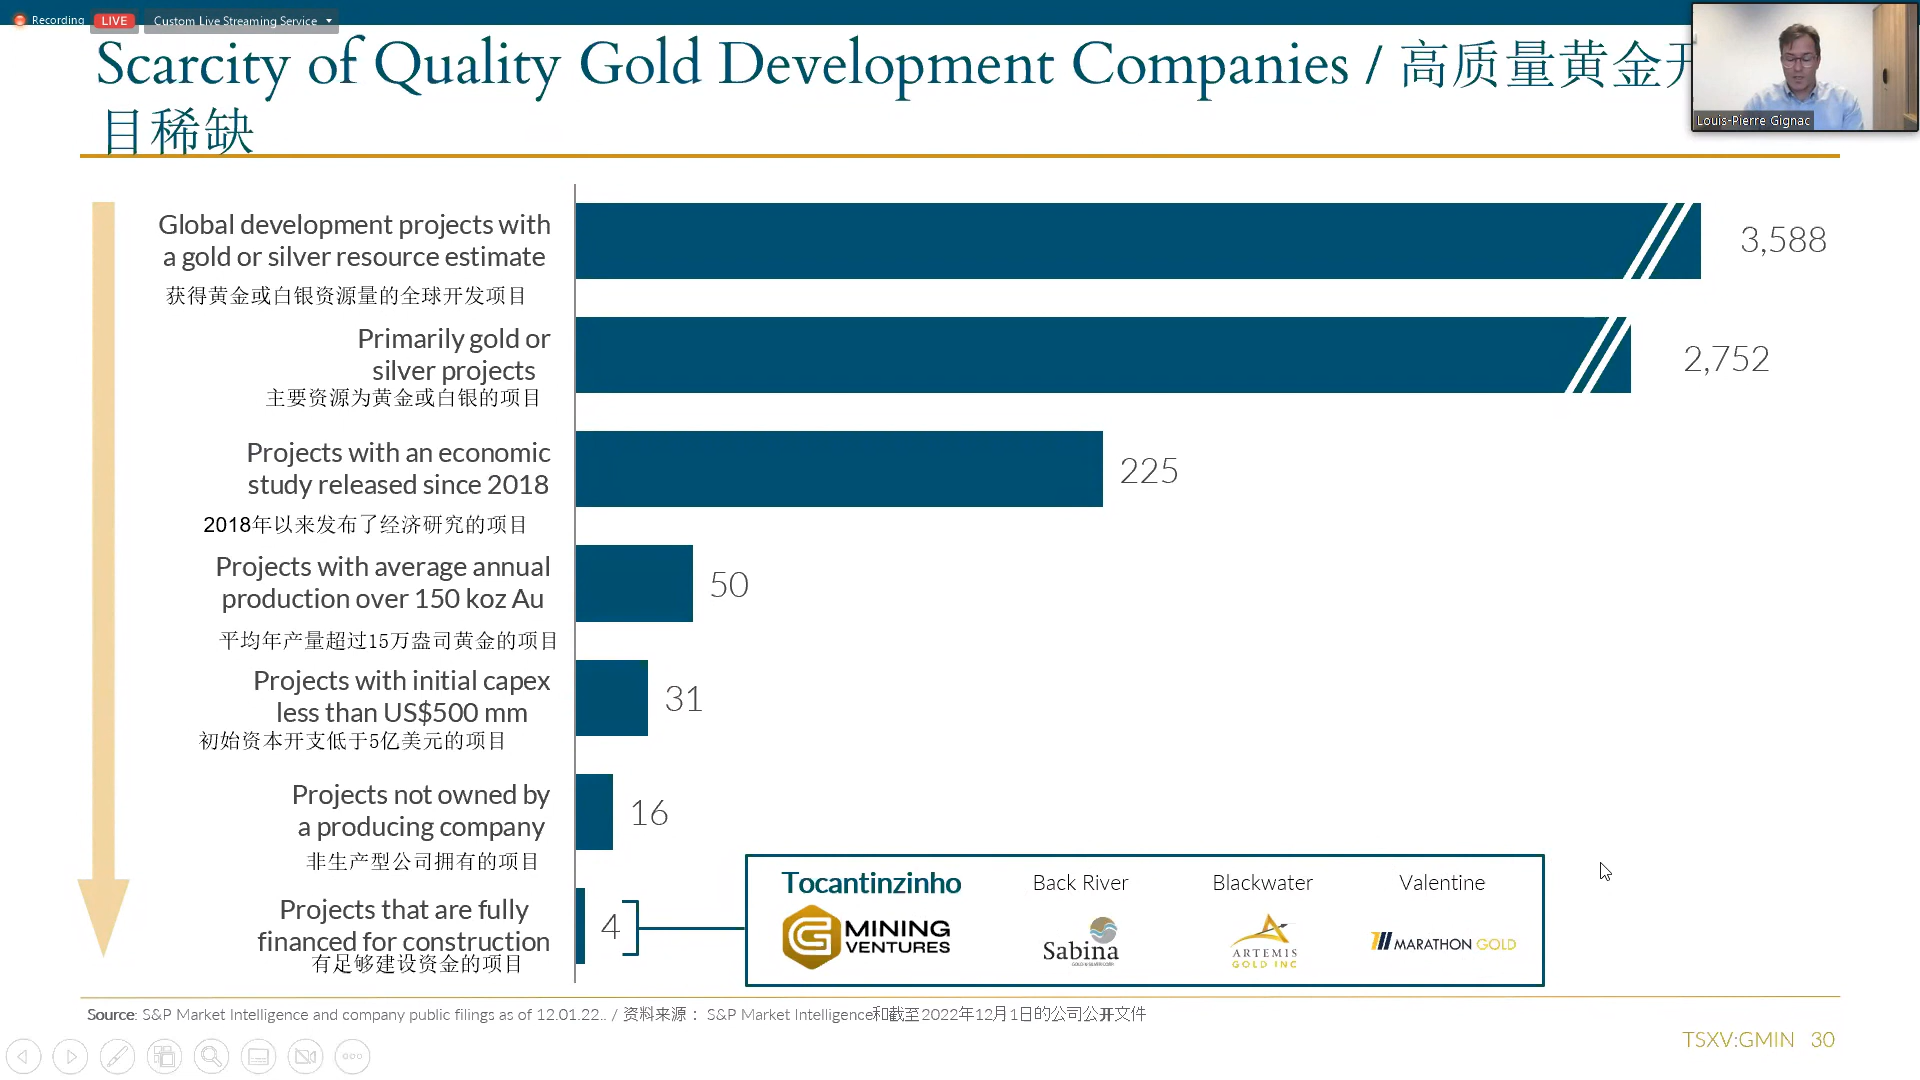 Recording
LIVE
Custom Live Streaming Service
Scarcity of Quality Gold Development Companies / 高质量黄金开
目稀缺
Louis-Pierre Gignac
Global development projects with
a gold or silver resource estimate
获得黄金或白银资源量的全球开发项目
3,588
Primarily gold or
silver projects
主要资源为黄金或白银的项目
2,752
Projects with an economic
study released since 2018
2018年以来发布了经济研究的项目
225
Projects with average annual
production over 150 koz Au
平均年产量超过15万盎司黄金的项目
50
Projects with initial capex
less than US$500 mm
初始资本开支低于5亿美元的项目
31
Projects not owned by
a producing company
非生产型公司拥有的项目
16
Projects that are fully
financed for construction
有足够建设资金的项目
4
Tocantinzinho
G MINING
VENTURES
Back River
Sabina
GOLD & SILVER CORP.
Blackwater
ARTEMIS
GOLD INC
Valentine
MARATHON GOLD
Source: S&P Market Intelligence and company public filings as of 12.01.22.. / 资料来源： S&P Market Intelligence和截至2022年12月1日的公司公开文件
TSXV:GMIN 30